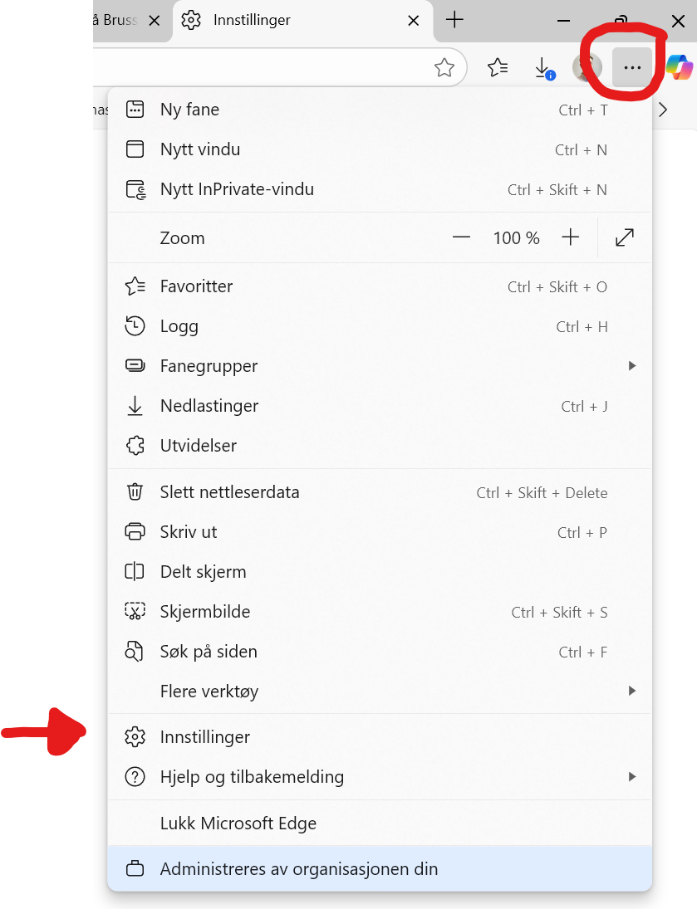 å Bruss
Innstillinger
Ny fane Ctrl + T
Nytt vindu Ctrl + N
Nytt InPrivate-vindu Ctrl + Skift + N
Zoom 100 %
Favoritter Ctrl + Skift + O
Logg Ctrl + H
Fanegrupper
Nedlastinger Ctrl + J
Utvidelser
Slett nettleserdata Ctrl + Skift + Delete
Skriv ut Ctrl + P
Delt skjerm
Skjermbilde Ctrl + Skift + S
Søk på siden Ctrl + F
Flere verktøy
Innstillinger
Hjelp og tilbakemelding
Lukk Microsoft Edge
Administreres av organisasjonen din